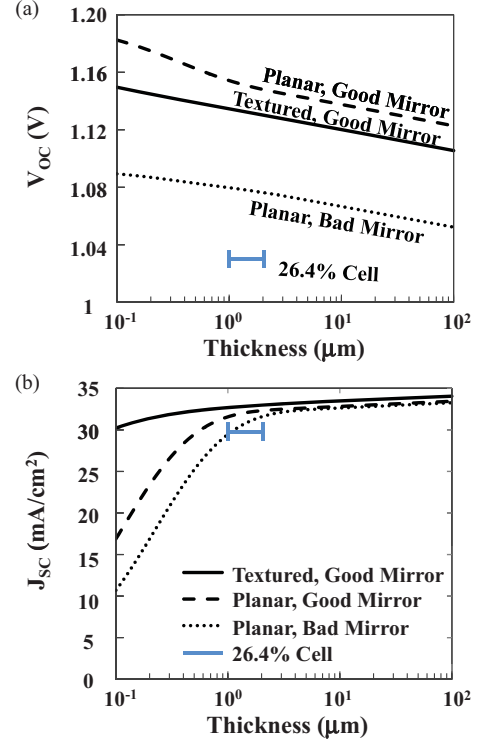 (a)
1.20
1.16
1.12
1.08
1.04
1
V_OC (V)
Planar, Good Mirror
Textured, Good Mirror
Planar, Bad Mirror
26.4% Cell
10⁻¹ 10⁰ 10¹ 10²
Thickness (μm)
(b)
35
30
25
20
15
10
5
0
J_SC (mA/cm²)
Textured, Good Mirror
Planar, Good Mirror
Planar, Bad Mirror
26.4% Cell
10⁻¹ 10⁰ 10¹ 10²
Thickness (μm)